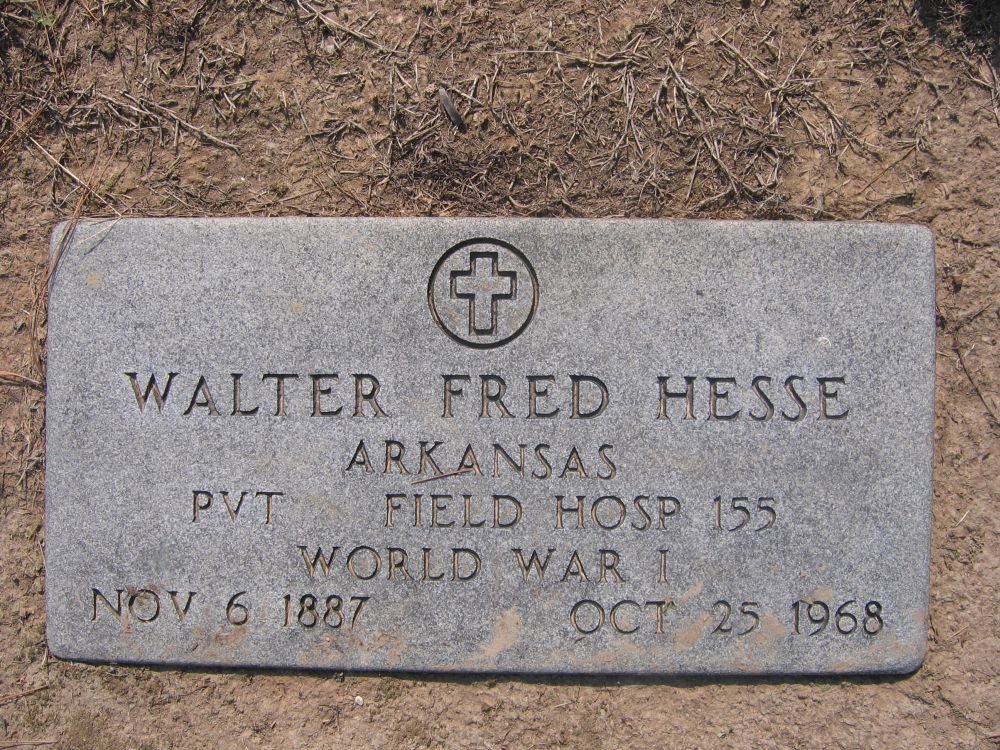 WALTER FRED HESSE
ARKANSAS
PVT FIELD HOSP 155
WORLD WAR I
NOV 6 1887 OCT 25 1968